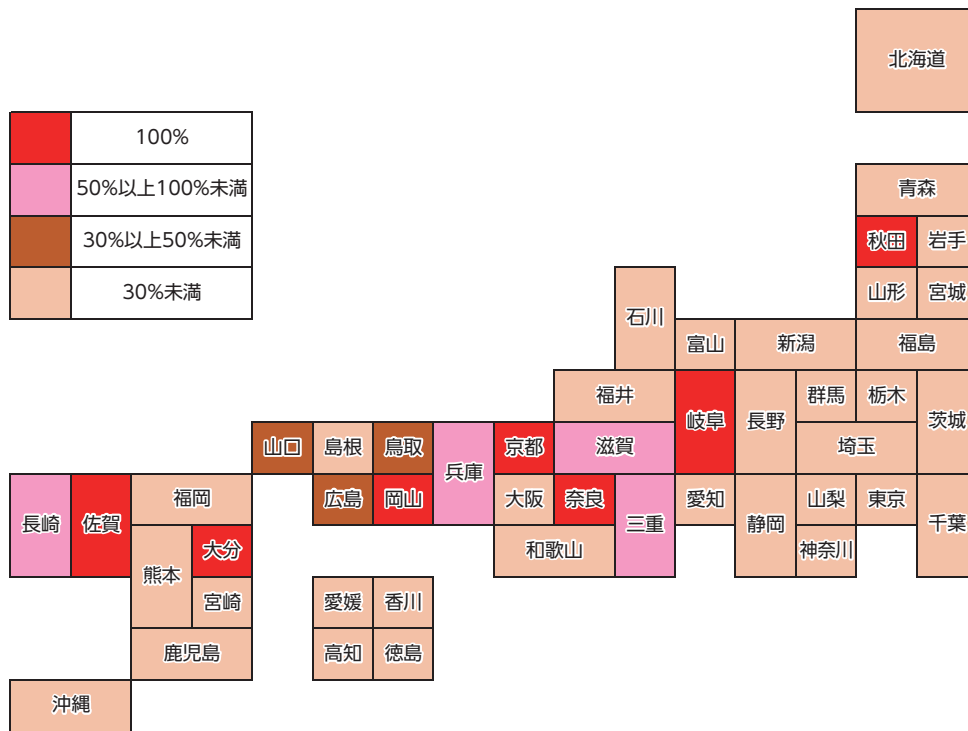 北海道
100%
50%以上100%未満
30%以上50%未満
30%未満
青森
秋田 岩手
山形 宮城
石川
富山 新潟 福島
福井 岐阜 長野 群馬 栃木 茨城
山口 島根 鳥取 兵庫 京都 滋賀 埼玉
長崎 佐賀 福岡 広島 岡山 大阪 奈良 三重 愛知 静岡 山梨 東京 千葉
熊本 大分 和歌山 神奈川
宮崎 愛媛 香川
鹿児島 高知 徳島
沖縄